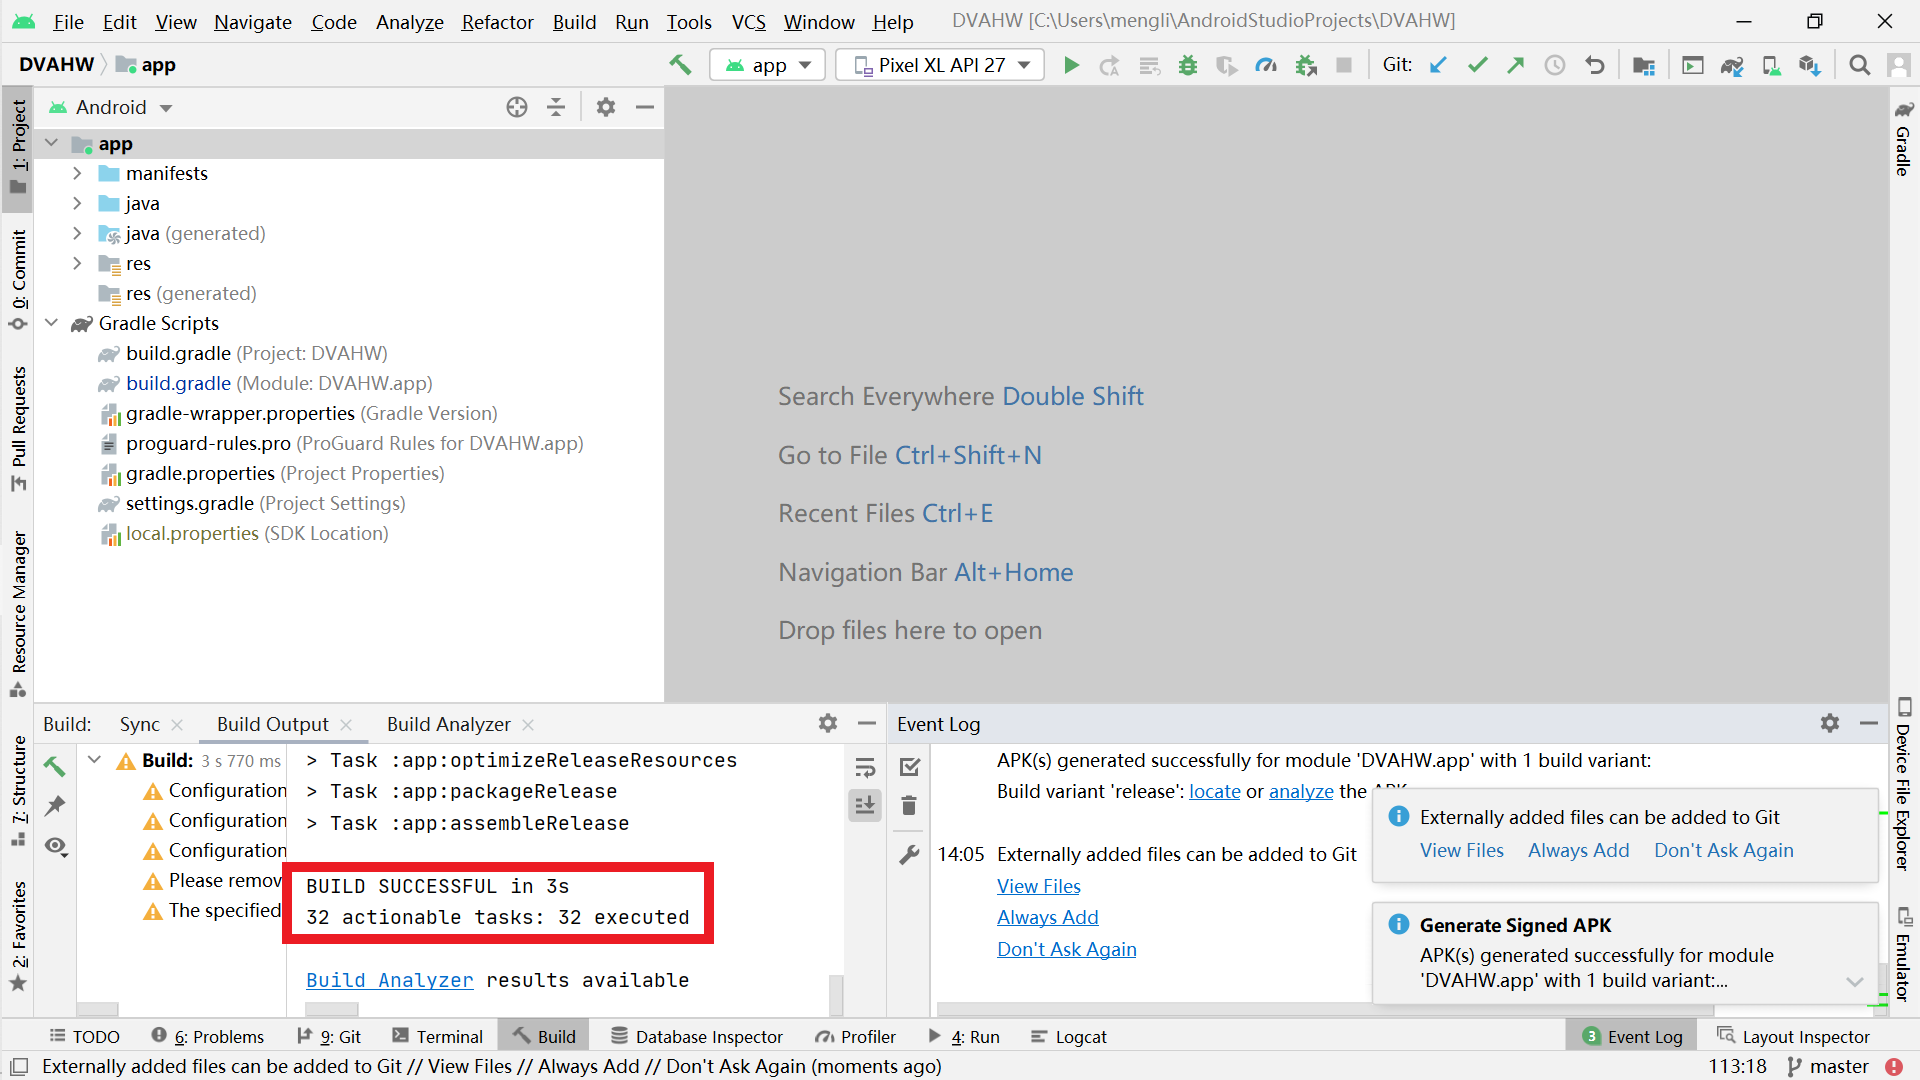 File Edit View Navigate Code Analyze Refactor Build Run Tools VCS Window Help DVAHW [C:\Users\mengli\AndroidStudioProjects\DVAHW]
DVAHW app app Pixel XL API 27 Git:
Android
app
manifests
java
java (generated)
res
res (generated)
Gradle Scripts
build.gradle (Project: DVAHW)
build.gradle (Module: DVAHW.app)
gradle-wrapper.properties (Gradle Version)
proguard-rules.pro (ProGuard Rules for DVAHW.app)
gradle.properties (Project Properties)
settings.gradle (Project Settings)
local.properties (SDK Location)
1: Project
0: Commit
Pull Requests
Resource Manager
7: Structure
2: Favorites
Search Everywhere Double Shift
Go to File Ctrl+Shift+N
Recent Files Ctrl+E
Navigation Bar Alt+Home
Drop files here to open
Gradle
Device File Explorer
Emulator
Build: Sync Build Output Build Analyzer
Build: 3 s 770 ms
Configuration
Configuration
Configuration
Please remov
The specified
> Task :app:optimizeReleaseResources
> Task :app:packageRelease
> Task :app:assembleRelease
BUILD SUCCESSFUL in 3s
32 actionable tasks: 32 executed
Build Analyzer results available
Event Log
APK(s) generated successfully for module 'DVAHW.app' with 1 build variant:
Build variant 'release': locate or analyze the APK
14:05 Externally added files can be added to Git
View Files
Always Add
Don't Ask Again
Externally added files can be added to Git
View Files Always Add Don't Ask Again
Generate Signed APK
APK(s) generated successfully for module
'DVAHW.app' with 1 build variant:...
TODO 6: Problems 9: Git Terminal Build Database Inspector Profiler 4: Run Logcat 3 Event Log Layout Inspector
Externally added files can be added to Git // View Files // Always Add // Don't Ask Again (moments ago) 113:18 master